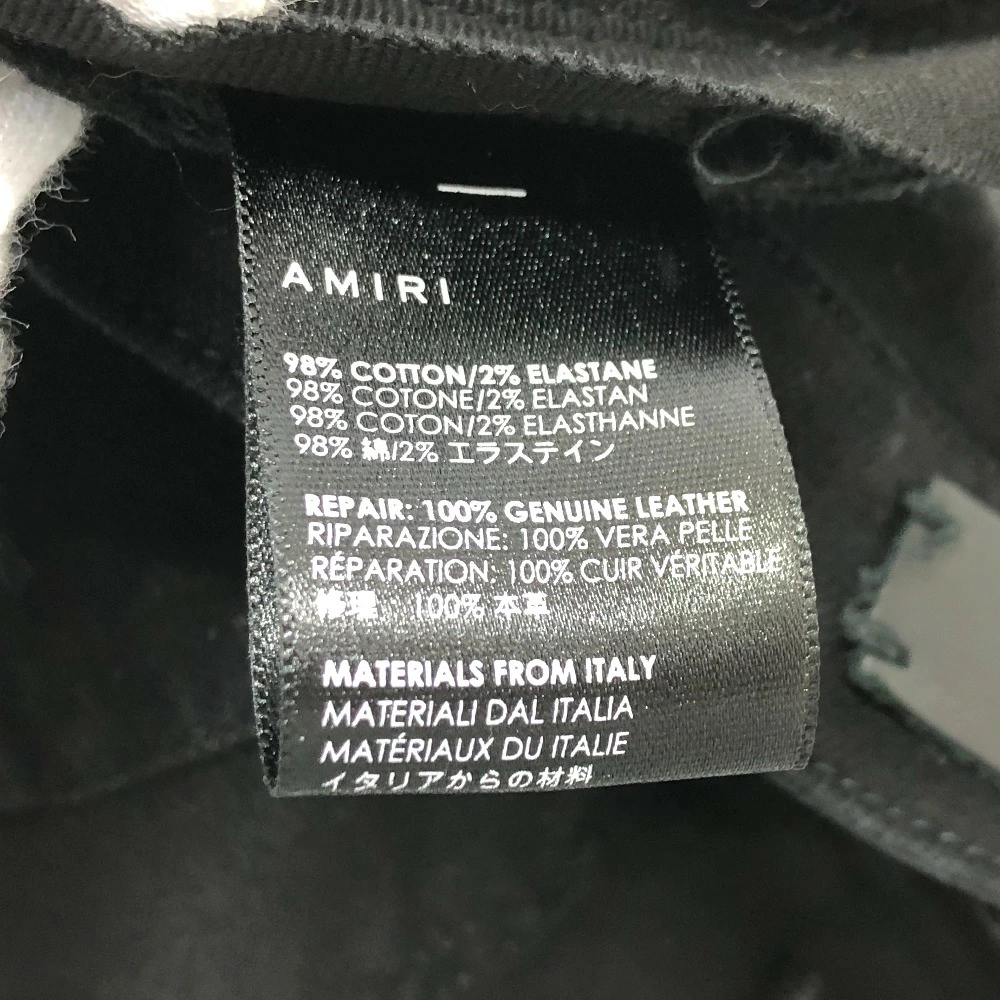 AMIRI
98% COTTON/2% ELASTANE
98% COTONE/2% ELASTAN
98% COTON/2% ELASTHANNE
98% 綿/2% エラステイン
REPAIR: 100% GENUINE LEATHER
RIPARAZIONE: 100% VERA PELLE
RÉPARATION: 100% CUIR VÉRITABLE
修理 100% 本革
MATERIALS FROM ITALY
MATERIALI DAL ITALIA
MATÉRIAUX DU ITALIE
イタリアからの材料